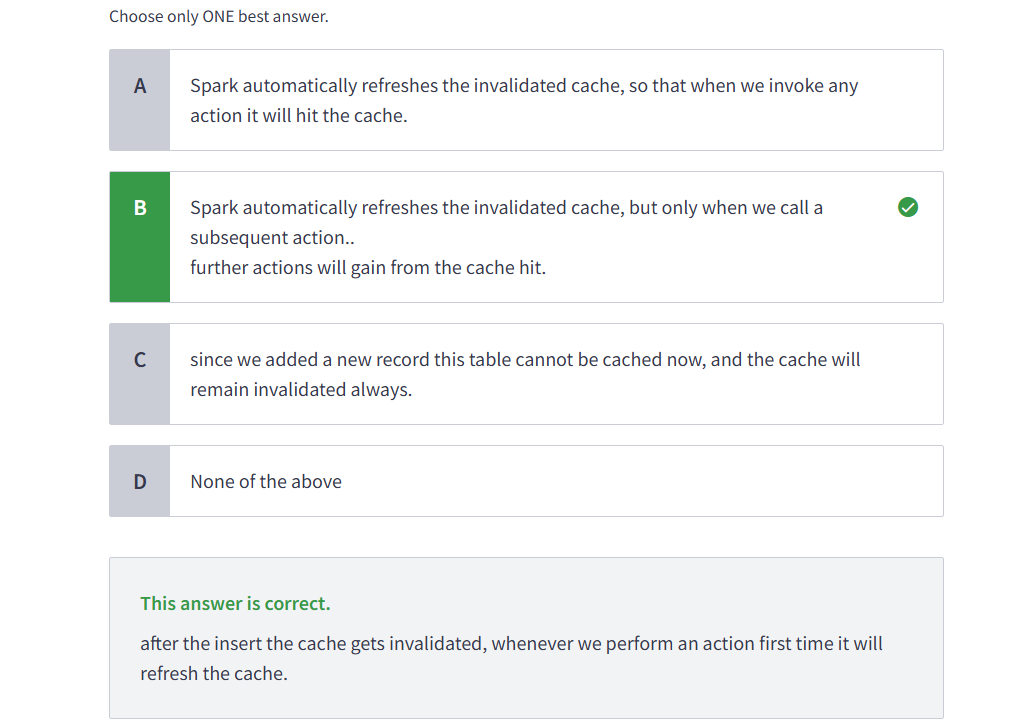 Choose only ONE best answer.
A
Spark automatically refreshes the invalidated cache, so that when we invoke any
action it will hit the cache.
B
Spark automatically refreshes the invalidated cache, but only when we call a
subsequent action..
further actions will gain from the cache hit.
C
since we added a new record this table cannot be cached now, and the cache will
remain invalidated always.
D
None of the above
This answer is correct.
after the insert the cache gets invalidated, whenever we perform an action first time it will
refresh the cache.